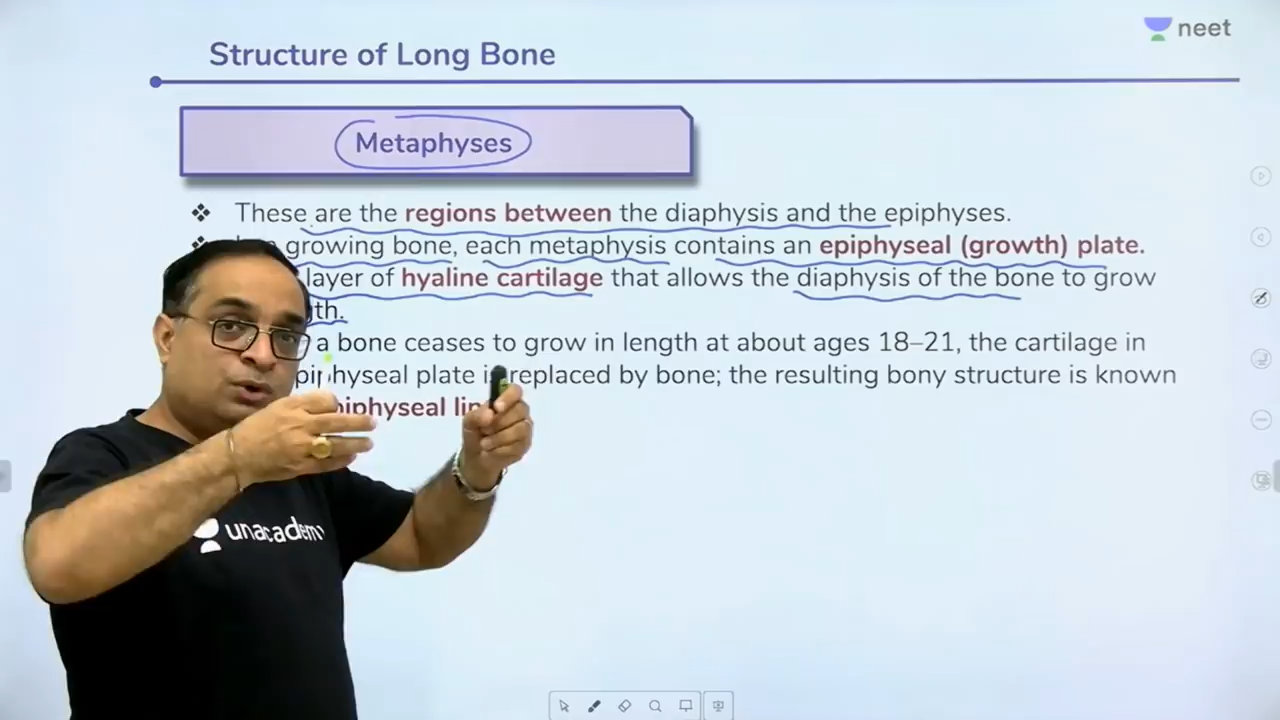 neet
Structure of Long Bone
Metaphyses
These are the regions between the diaphysis and the epiphyses.
growing bone, each metaphysis contains an epiphyseal (growth) plate.
layer of hyaline cartilage that allows the diaphysis of the bone to grow
a bone ceases to grow in length at about ages 18–21, the cartilage in
plate replaced by bone; the resulting bony structure is known
unacademy